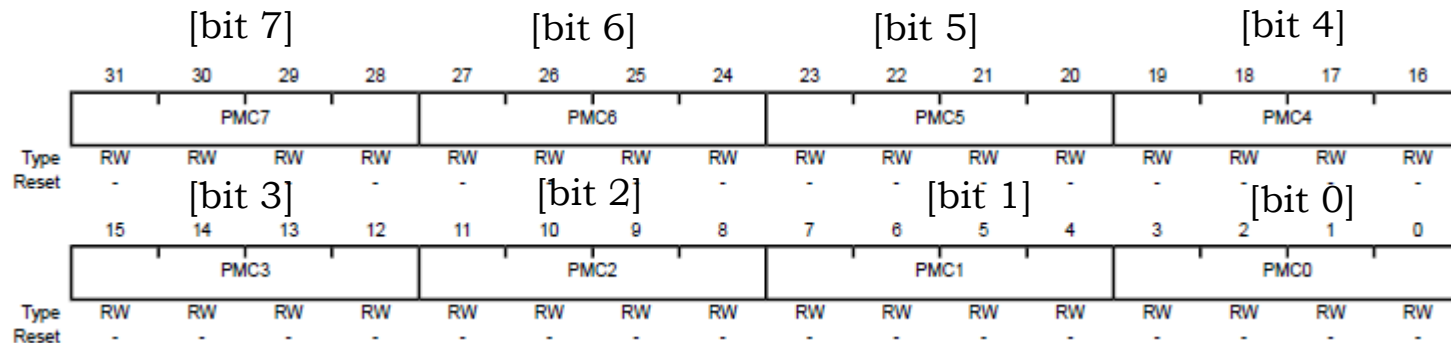 [bit 7] [bit 6] [bit 5] [bit 4]
31 30 29 28 27 26 25 24 23 22 21 20 19 18 17 16
PMC7 PMC6 PMC5 PMC4
Type RW RW RW RW RW RW RW RW RW RW RW RW RW RW RW RW
Reset - - - - - - - - - - - - - - - -
[bit 3] [bit 2] [bit 1] [bit 0]
15 14 13 12 11 10 9 8 7 6 5 4 3 2 1 0
PMC3 PMC2 PMC1 PMC0
Type RW RW RW RW RW RW RW RW RW RW RW RW RW RW RW RW
Reset - - - - - - - - - - - - - - - -